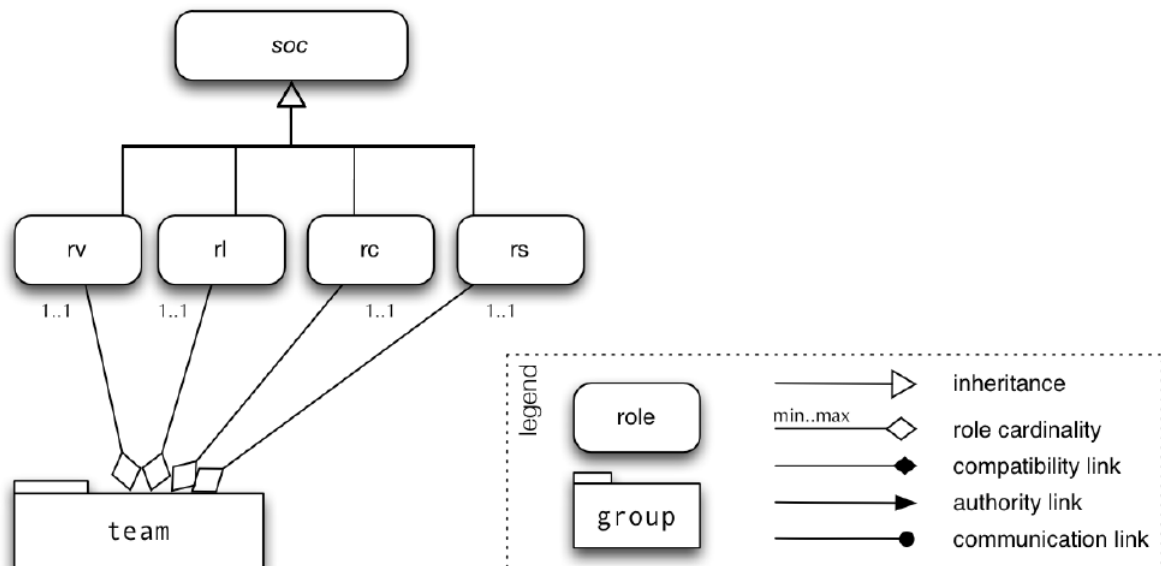 soc
rv
rl
rc
rs
1..1
1..1
1..1
1..1
team
legend
role
group
inheritance
min..max
role cardinality
compatibility link
authority link
communication link